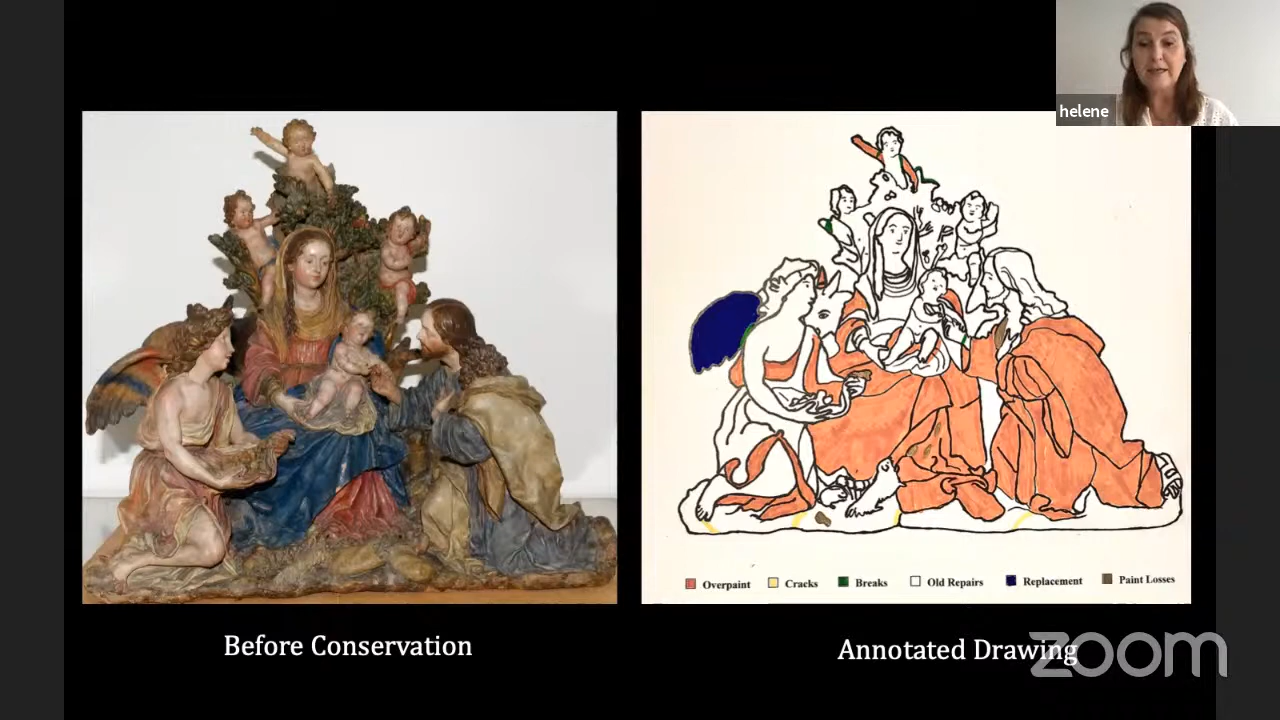 helene
Overpaint Cracks Breaks Old Repairs Replacement Paint Losses
Before Conservation
Annotated Drawing
zoom